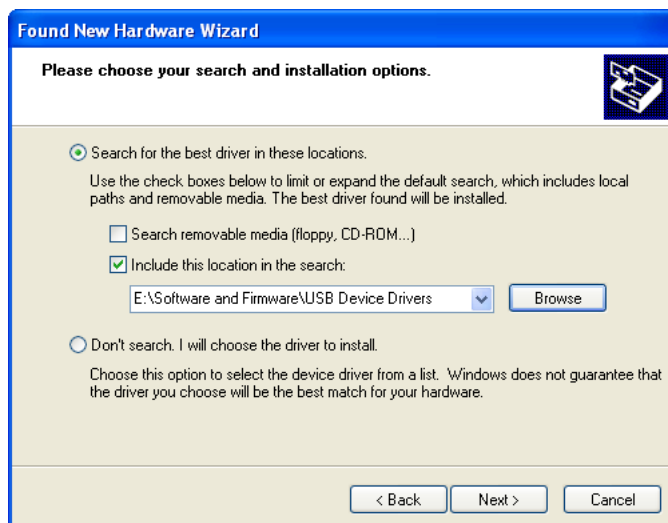 Found New Hardware Wizard
Please choose your search and installation options.
Search for the best driver in these locations.
Use the check boxes below to limit or expand the default search, which includes local
paths and removable media. The best driver found will be installed.
Search removable media (floppy, CD-ROM...)
Include this location in the search:
E:\Software and Firmware\USB Device Drivers
Browse
Don't search. I will choose the driver to install.
Choose this option to select the device driver from a list. Windows does not guarantee that
the driver you choose will be the best match for your hardware.
< Back
Next >
Cancel